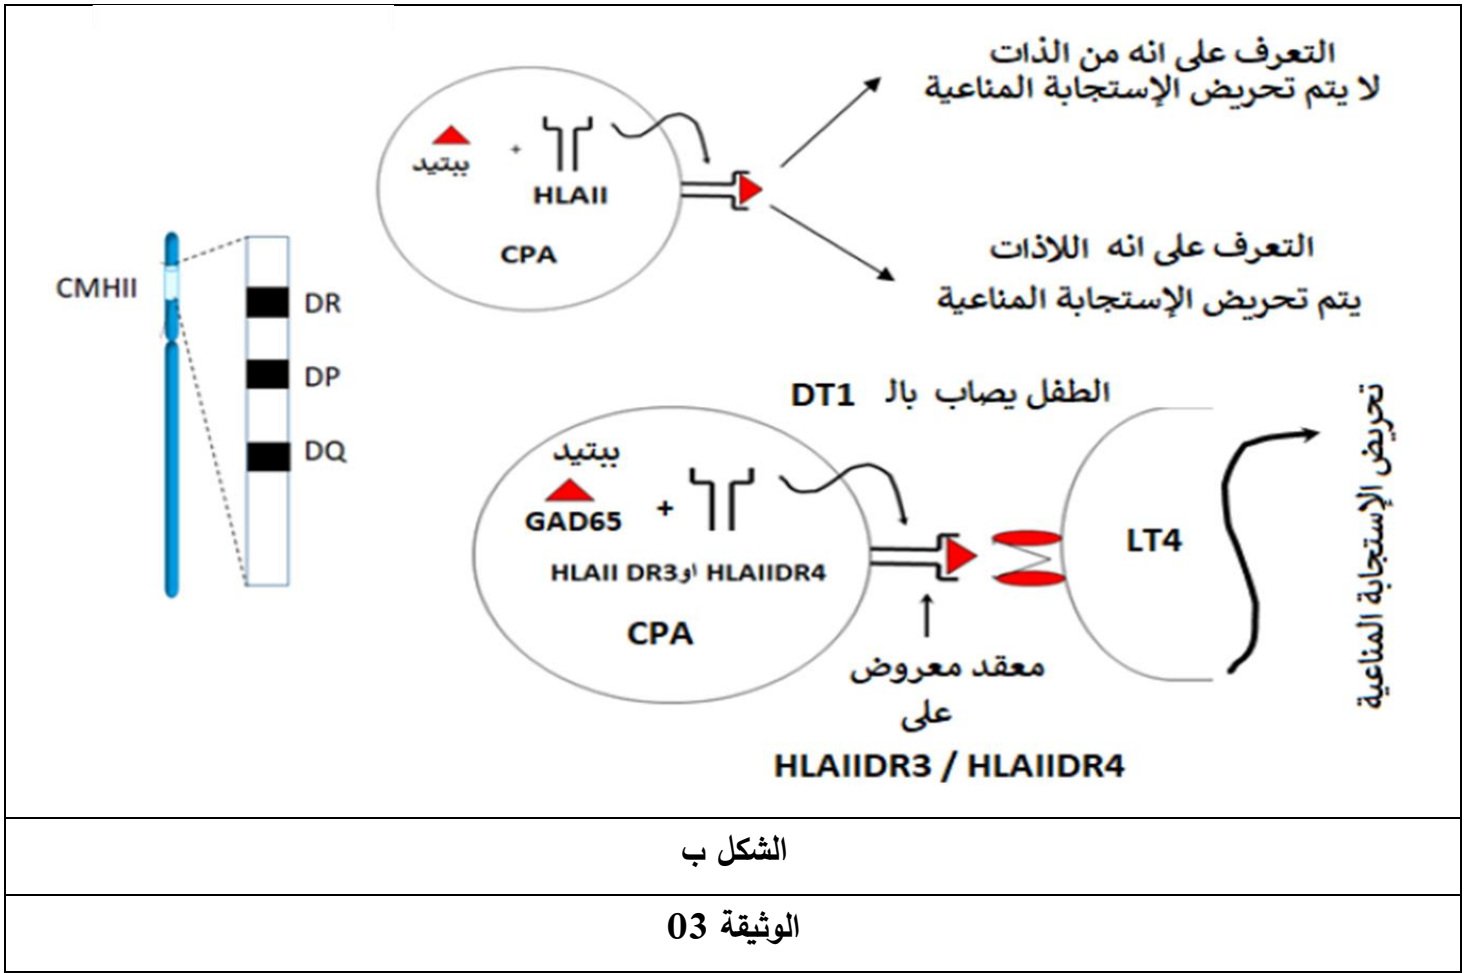 التعرف على انه من الذات
لا يتم تحريض الإستجابة المناعية
ببتيد
+
HLAII
CPA
التعرف على انه اللاذات
يتم تحريض الإستجابة المناعية
CMHII
DR
DP
DQ
الطفل يصاب بالـ DT1
ببتيد
GAD65
+
HLAII DR3 او HLAIIDR4
CPA
LT4
تحريض الإستجابة المناعية
معقد معروض
على
HLAIIDR3 / HLAIIDR4
الشكل ب
الوثيقة 03